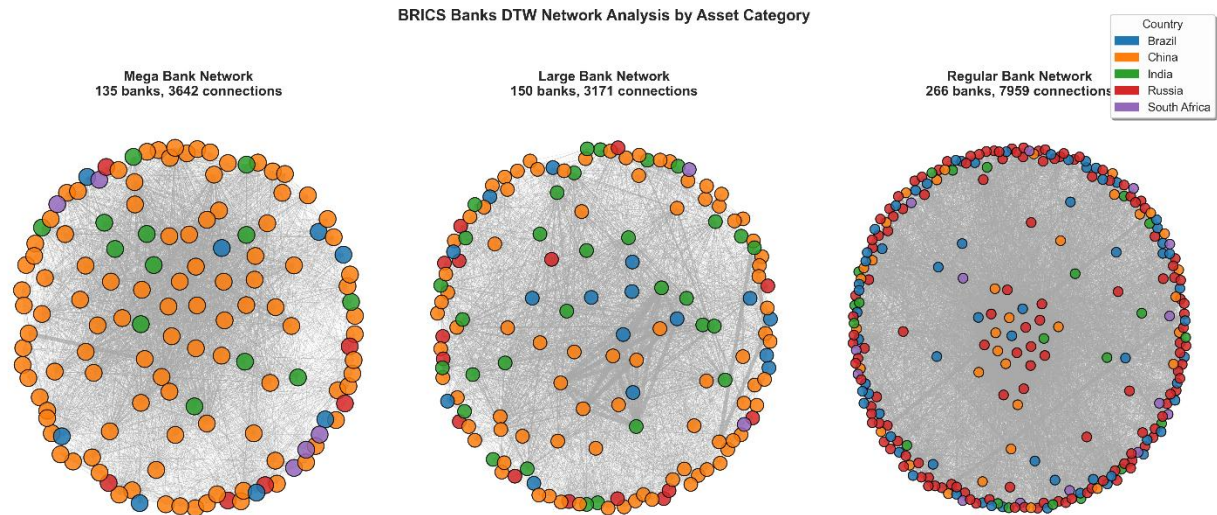 BRICS Banks DTW Network Analysis by Asset Category
Mega Bank Network
135 banks, 3642 connections
Large Bank Network
150 banks, 3171 connections
Regular Bank Network
266 banks, 7959 connections
Country
Brazil
China
India
Russia
South Africa